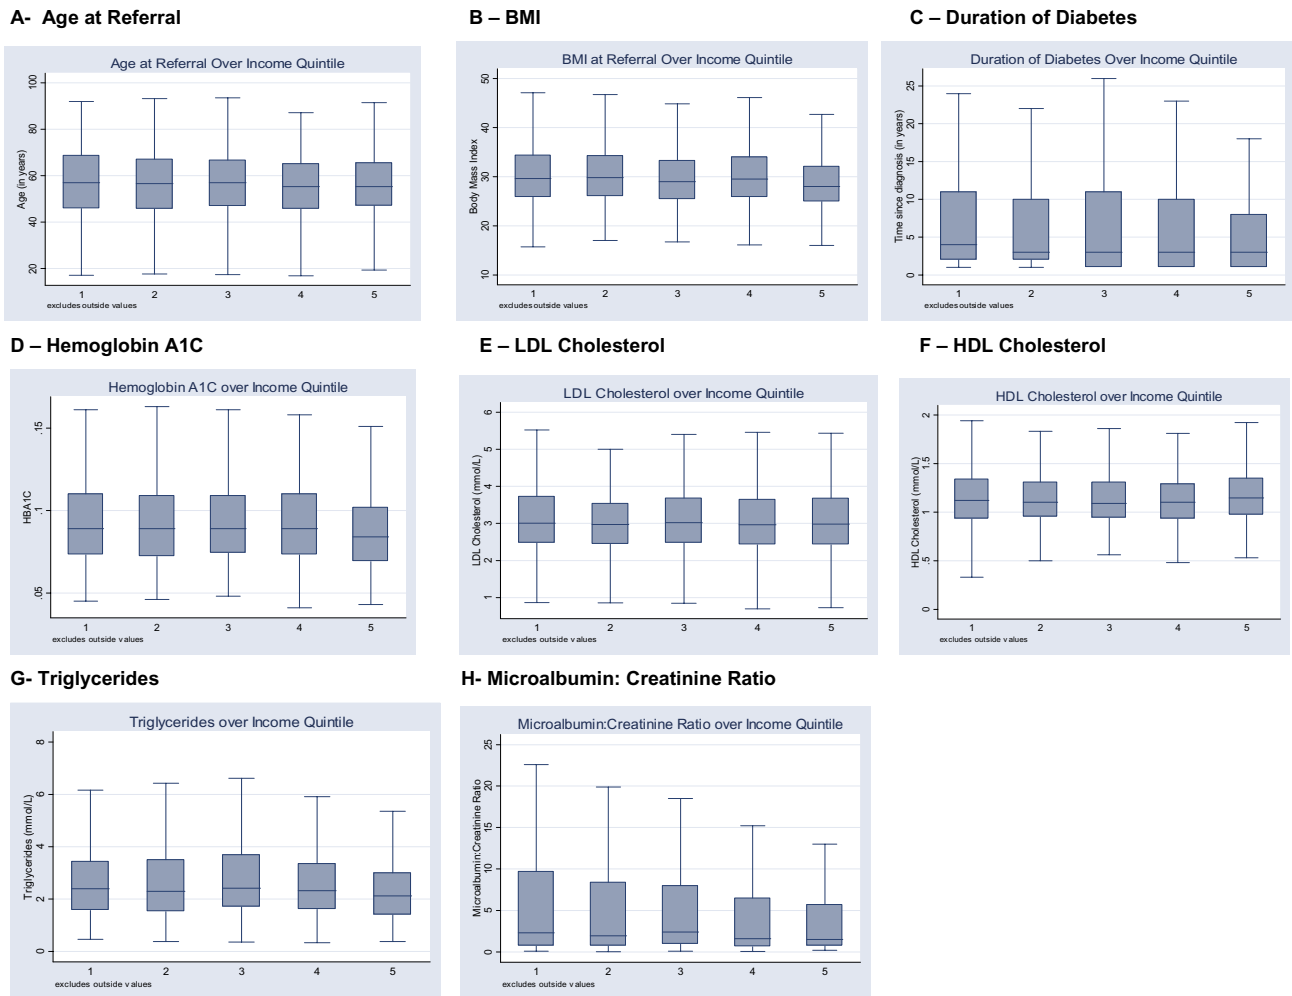 A- Age at Referral
B – BMI
C – Duration of Diabetes
Age at Referral Over Income Quintile
Age (in years)
100
80
60
40
20
1 2 3 4 5
excludes outside values
BMI at Referral Over Income Quintile
Body Mass Index
50
40
30
20
10
1 2 3 4 5
excludes outside values
Duration of Diabetes Over Income Quintile
Time since diagnosis (in years)
25
20
15
10
5
0
1 2 3 4 5
excludes outside values
D – Hemoglobin A1C
E – LDL Cholesterol
F – HDL Cholesterol
Hemoglobin A1C over Income Quintile
HBA1C
.15
.1
.05
1 2 3 4 5
excludes outside values
LDL Cholesterol over Income Quintile
LDL Cholesterol (mmol/L)
6
5
4
3
2
1
1 2 3 4 5
excludes outside values
HDL Cholesterol over Income Quintile
HDL Cholesterol (mmol/L)
2
1.5
1
.5
0
1 2 3 4 5
excludes outside values
G- Triglycerides
H- Microalbumin: Creatinine Ratio
Triglycerides over Income Quintile
Triglycerides (mmol/L)
8
6
4
2
0
1 2 3 4 5
excludes outside values
Microalbumin:Creatinine Ratio over Income Quintile
Microalbumin:Creatinine Ratio
25
20
15
10
5
0
1 2 3 4 5
excludes outside values